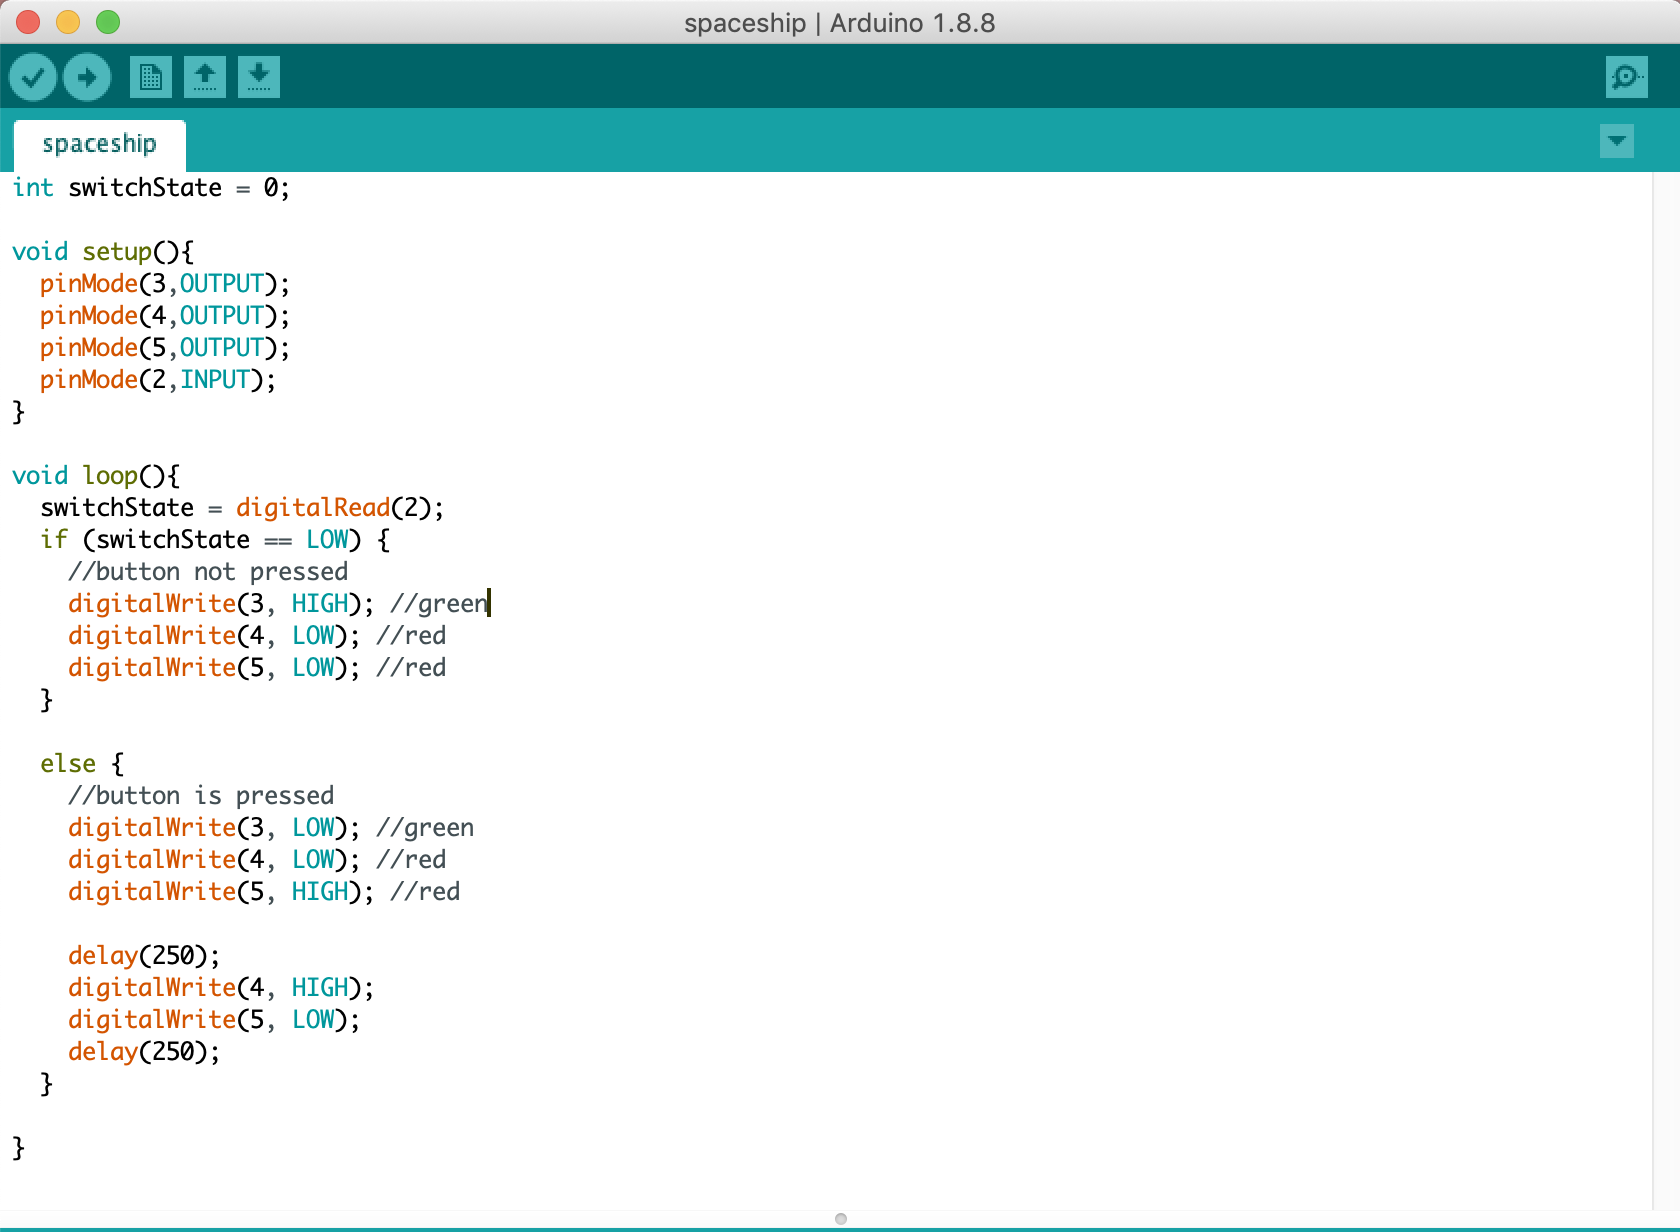 spaceship | Arduino 1.8.8
spaceship
int switchState = 0;
void setup(){
  pinMode(3,OUTPUT);
  pinMode(4,OUTPUT);
  pinMode(5,OUTPUT);
  pinMode(2,INPUT);
}
void loop(){
  switchState = digitalRead(2);
  if (switchState == LOW) {
    //button not pressed
    digitalWrite(3, HIGH); //green
    digitalWrite(4, LOW); //red
    digitalWrite(5, LOW); //red
  }
  else {
    //button is pressed
    digitalWrite(3, LOW); //green
    digitalWrite(4, LOW); //red
    digitalWrite(5, HIGH); //red
    delay(250);
    digitalWrite(4, HIGH);
    digitalWrite(5, LOW);
    delay(250);
  }
}